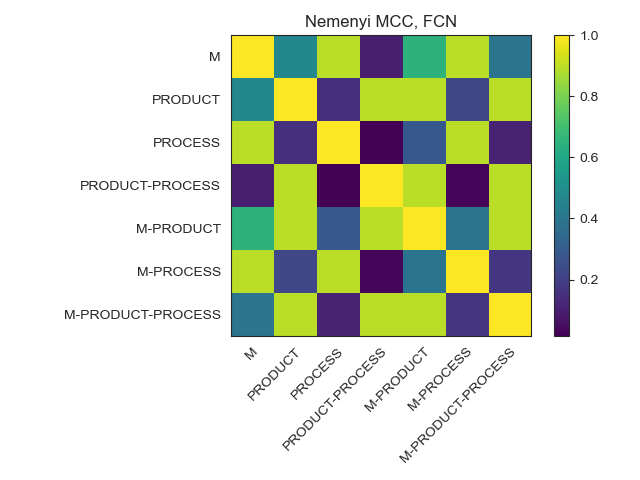 Nemenyi MCC, FCN
M
PRODUCT
PROCESS
PRODUCT-PROCESS
M-PRODUCT
M-PROCESS
M-PRODUCT-PROCESS
M
PRODUCT
PROCESS
PRODUCT-PROCESS
M-PRODUCT
M-PROCESS
M-PRODUCT-PROCESS
1.0
0.8
0.6
0.4
0.2